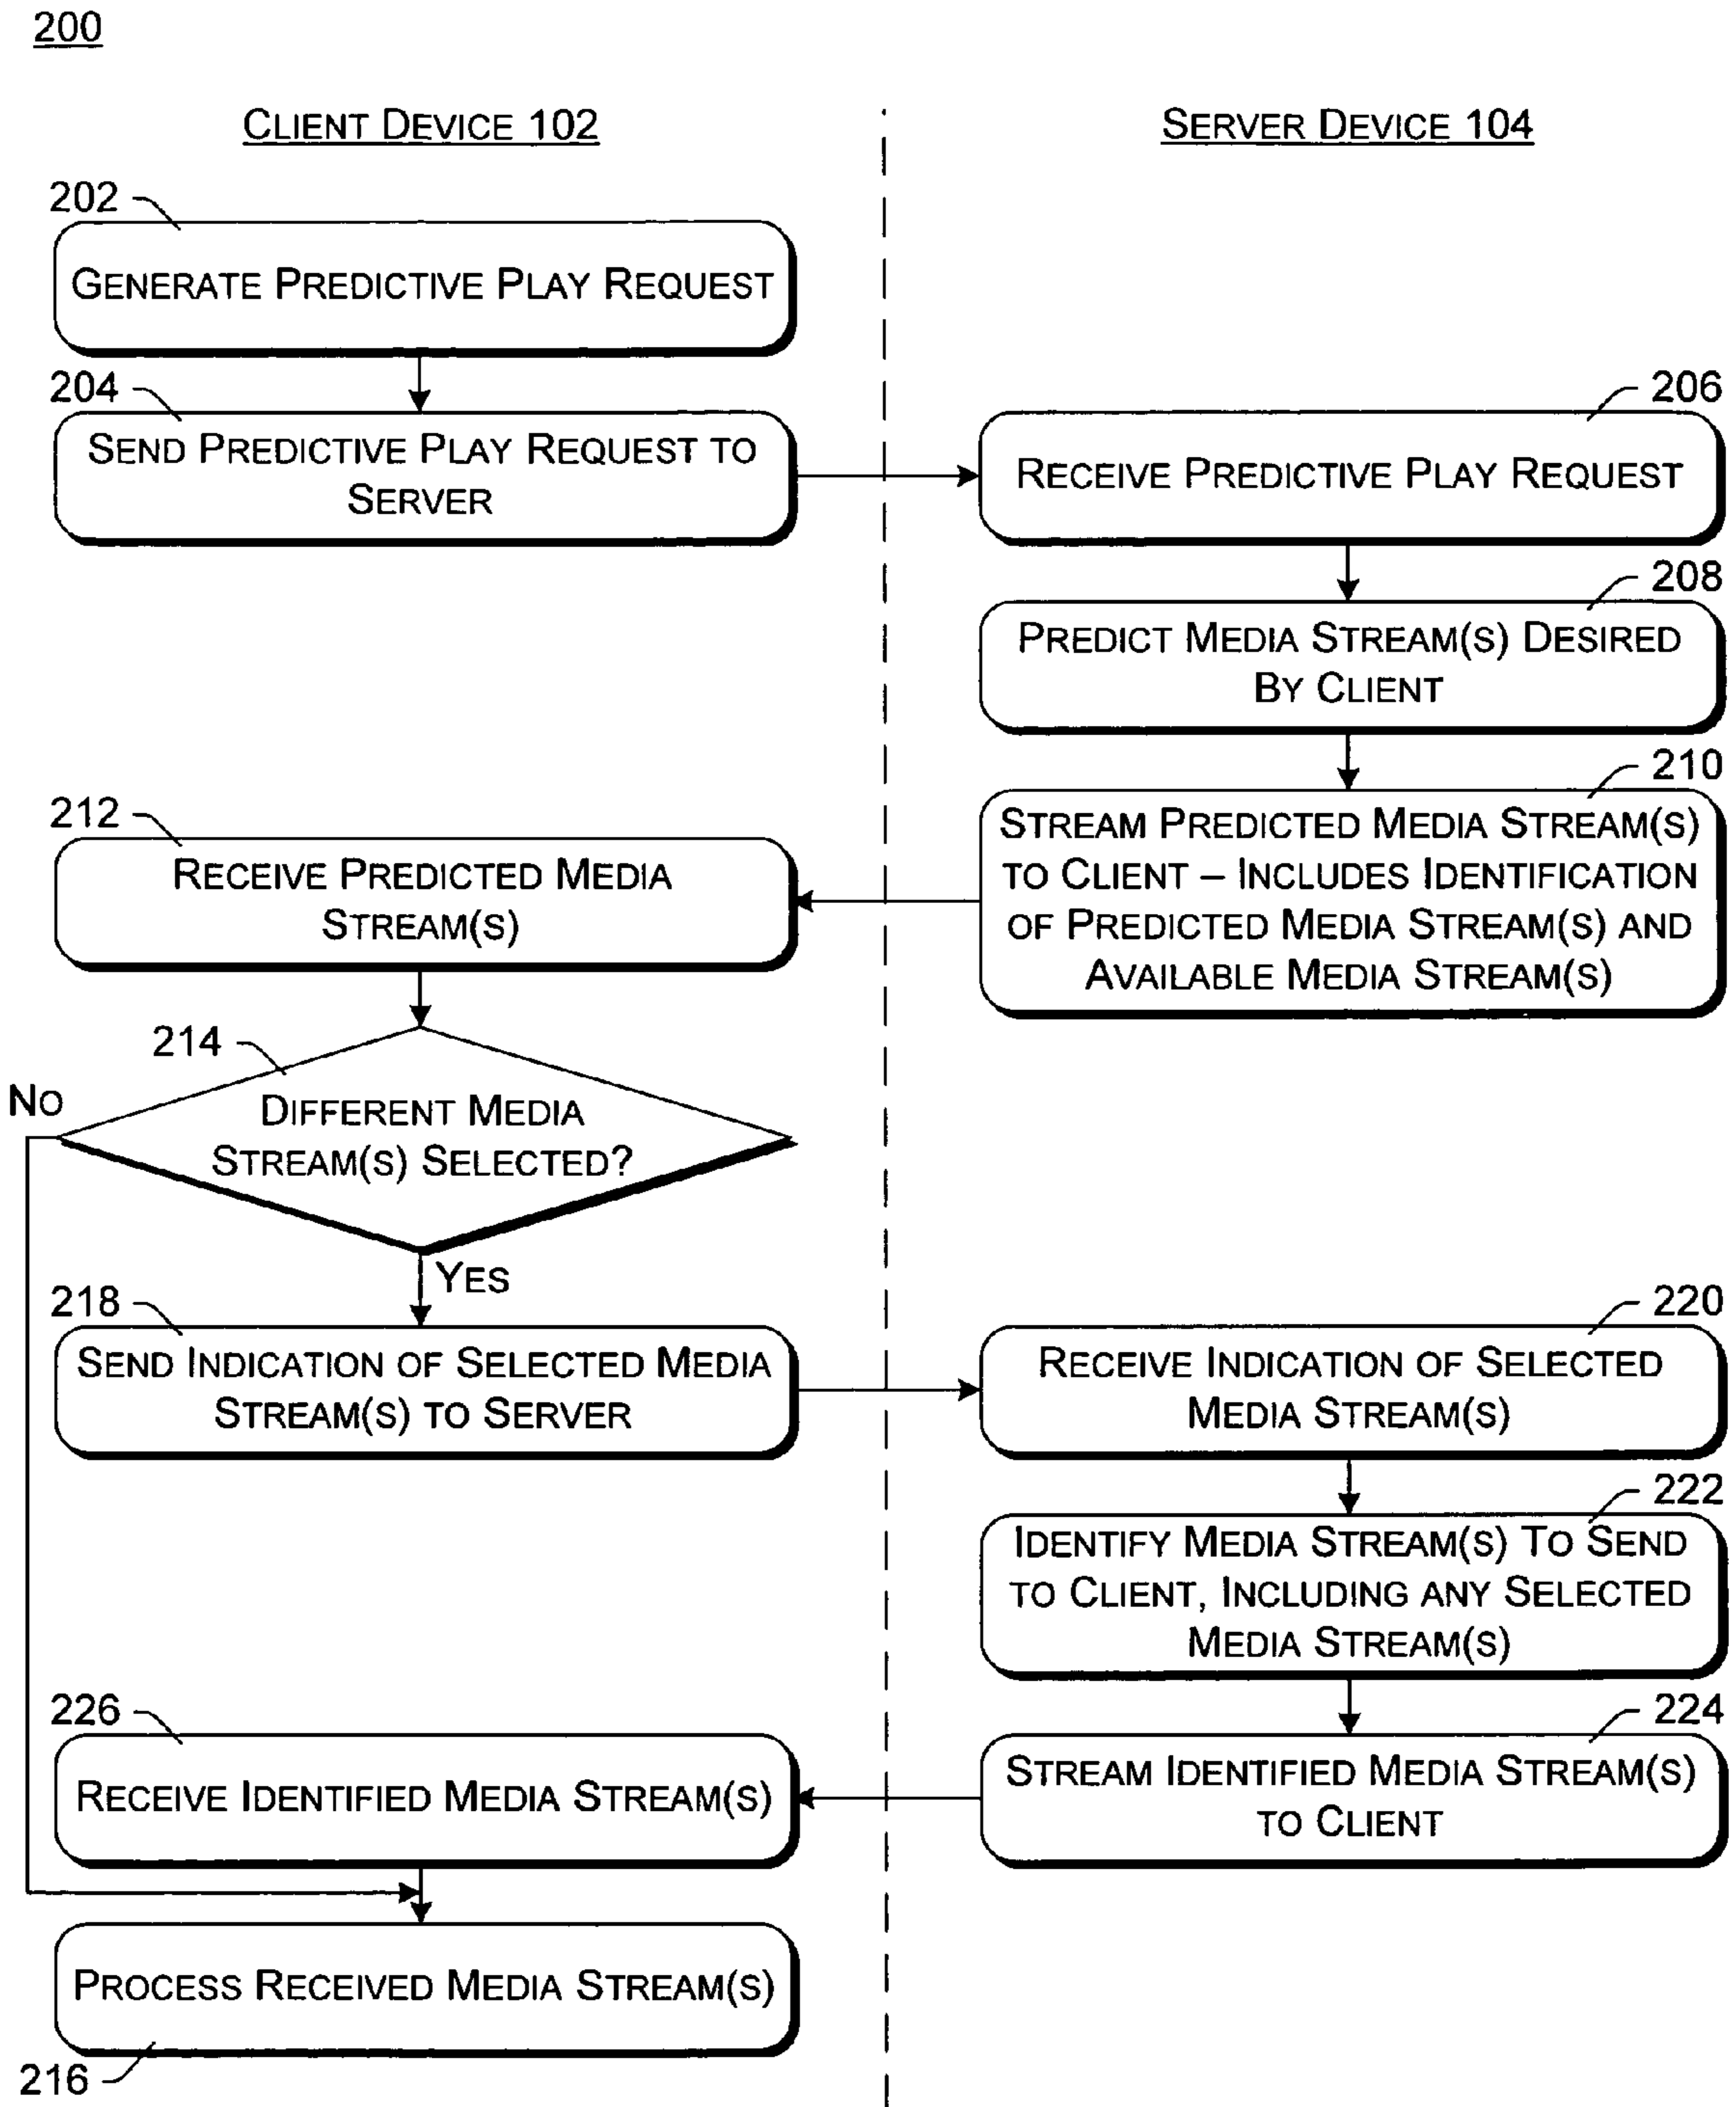 200
CLIENT DEVICE 102
SERVER DEVICE 104
202
GENERATE PREDICTIVE PLAY REQUEST
204
SEND PREDICTIVE PLAY REQUEST TO
SERVER
206
RECEIVE PREDICTIVE PLAY REQUEST
208
PREDICT MEDIA STREAM(S) DESIRED
BY CLIENT
210
STREAM PREDICTED MEDIA STREAM(S)
TO CLIENT – INCLUDES IDENTIFICATION
OF PREDICTED MEDIA STREAM(S) AND
AVAILABLE MEDIA STREAM(S)
212
RECEIVE PREDICTED MEDIA
STREAM(S)
214
NO
DIFFERENT MEDIA
STREAM(S) SELECTED?
YES
218
SEND INDICATION OF SELECTED MEDIA
STREAM(S) TO SERVER
220
RECEIVE INDICATION OF SELECTED
MEDIA STREAM(S)
222
IDENTIFY MEDIA STREAM(S) TO SEND
TO CLIENT, INCLUDING ANY SELECTED
MEDIA STREAM(S)
224
STREAM IDENTIFIED MEDIA STREAM(S)
TO CLIENT
226
RECEIVE IDENTIFIED MEDIA STREAM(S)
PROCESS RECEIVED MEDIA STREAM(S)
216